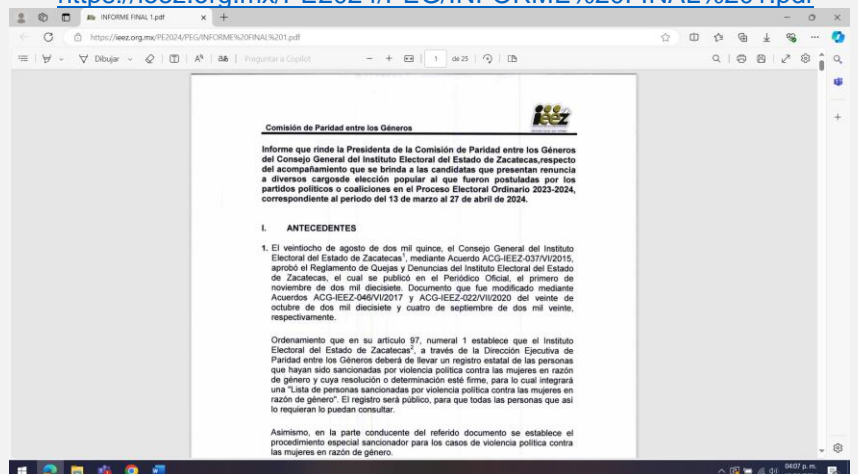 https://ieez.org.mx/PE2024/PEG/INFORME%20FINAL%201.pdf
INFORME FINAL 1.pdf
https://ieez.org.mx/PE2024/PEG/INFORME%20FINAL%201.pdf
Dibujar
Preguntar a Copilot
1 de 25
ieez
Comisión de Paridad entre los Géneros
Informe que rinde la Presidenta de la Comisión de Paridad entre los Géneros
del Consejo General del Instituto Electoral del Estado de Zacatecas,respecto
del acompañamiento que se brinda a las candidatas que presentan renuncia
a diversos cargosde elección popular al que fueron postuladas por los
partidos políticos o coaliciones en el Proceso Electoral Ordinario 2023-2024,
correspondiente al periodo del 13 de marzo al 27 de abril de 2024.
I. ANTECEDENTES
1. El veintiocho de agosto de dos mil quince, el Consejo General del Instituto
Electoral del Estado de Zacatecas¹, mediante Acuerdo ACG-IEEZ-037/VI/2015,
aprobó el Reglamento de Quejas y Denuncias del Instituto Electoral del Estado
de Zacatecas, el cual se publicó en el Periódico Oficial, el primero de
noviembre de dos mil diecisiete. Documento que fue modificado mediante
Acuerdos ACG-IEEZ-046/VI/2017 y ACG-IEEZ-022/VII/2020 del veinte de
octubre de dos mil diecisiete y cuatro de septiembre de dos mil veinte,
respectivamente.
Ordenamiento que en su artículo 97, numeral 1 establece que el Instituto
Electoral del Estado de Zacatecas², a través de la Dirección Ejecutiva de
Paridad entre los Géneros deberá de llevar un registro estatal de las personas
que hayan sido sancionadas por violencia política contra las mujeres en razón
de género y cuya resolución o determinación esté firme, para lo cual integrará
una "Lista de personas sancionadas por violencia política contra las mujeres en
razón de género". El registro será público, para que todas las personas que así
lo requieran lo puedan consultar.
Asimismo, en la parte conducente del referido documento se establece el
procedimiento especial sancionador para los casos de violencia política contra
las mujeres en razón de género.
04:07 p. m.